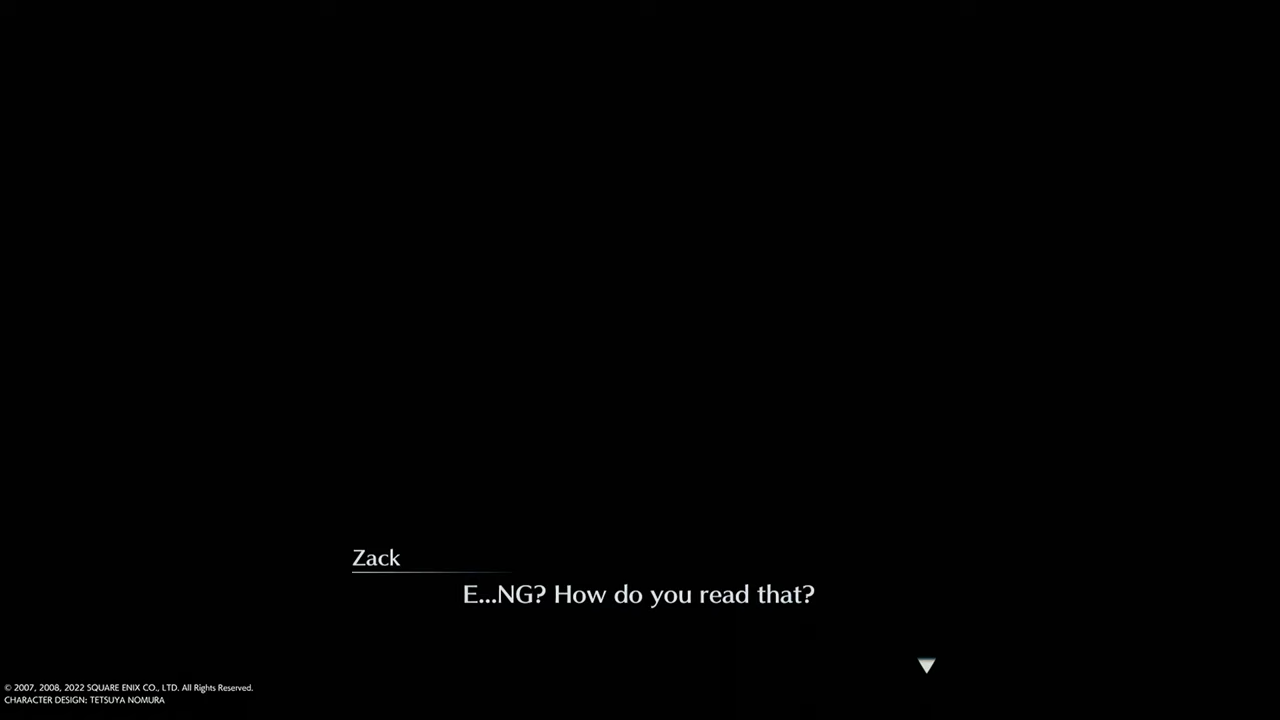 Zack
E...NG? How do you read that?
© 2007, 2008, 2022 SQUARE ENIX CO., LTD. All Rights Reserved.
CHARACTER DESIGN: TETSUYA NOMURA